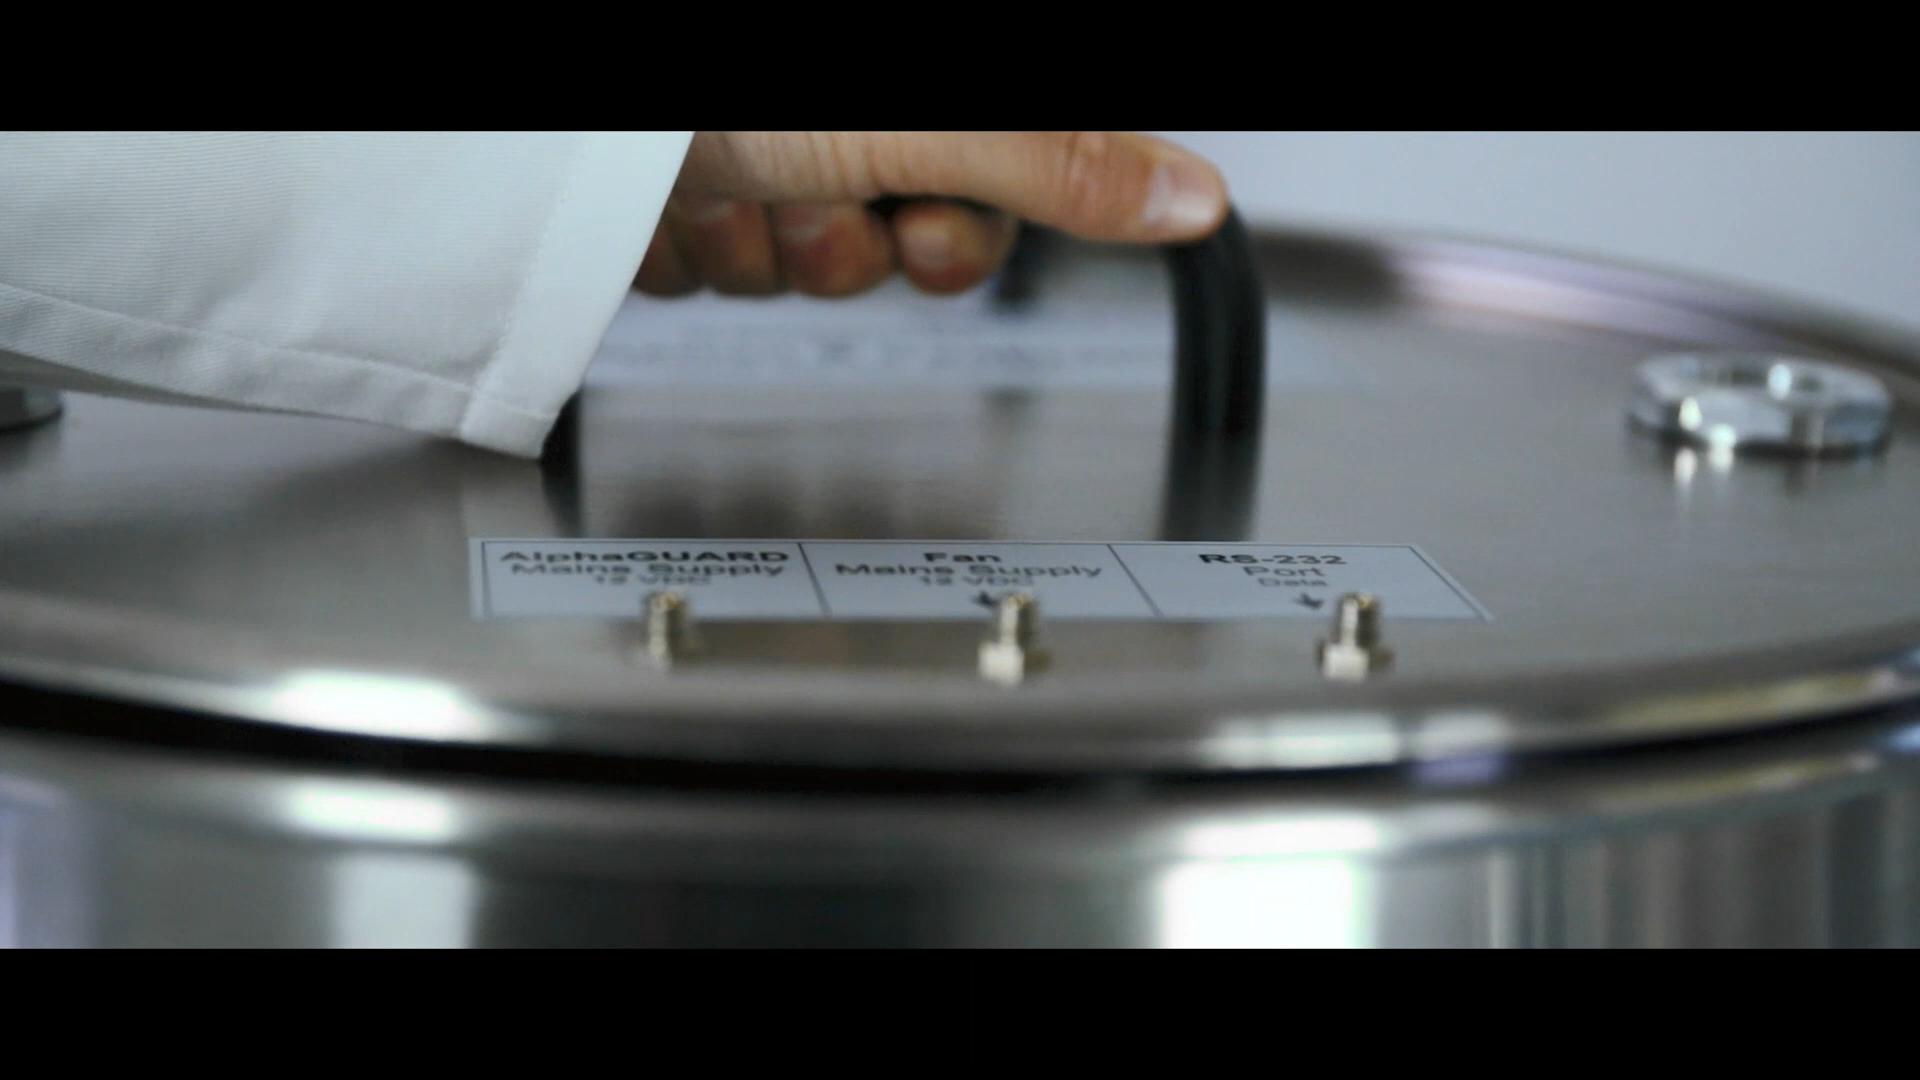 AlphaGUARD
Mains Supply
12 VDC
Fan
Mains Supply
12 VDC
RS-232
Port
Data